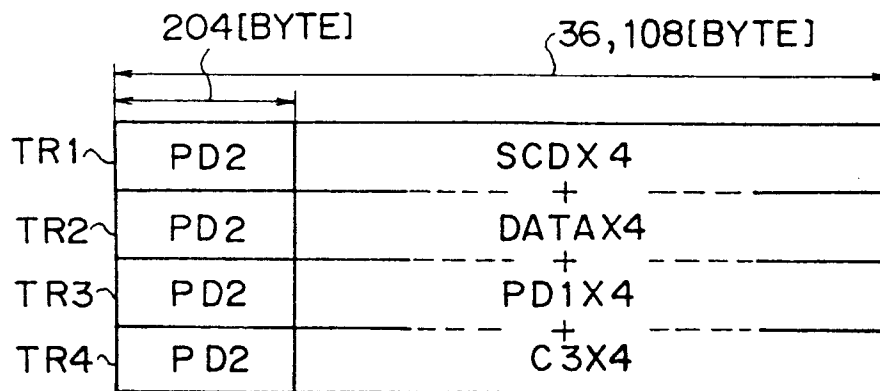 204[BYTE] 36,108[BYTE]
TR1 PD2 SCDX4
+
TR2 PD2 DATAX4
+
TR3 PD2 PD1X4
+
TR4 PD2 C3X4